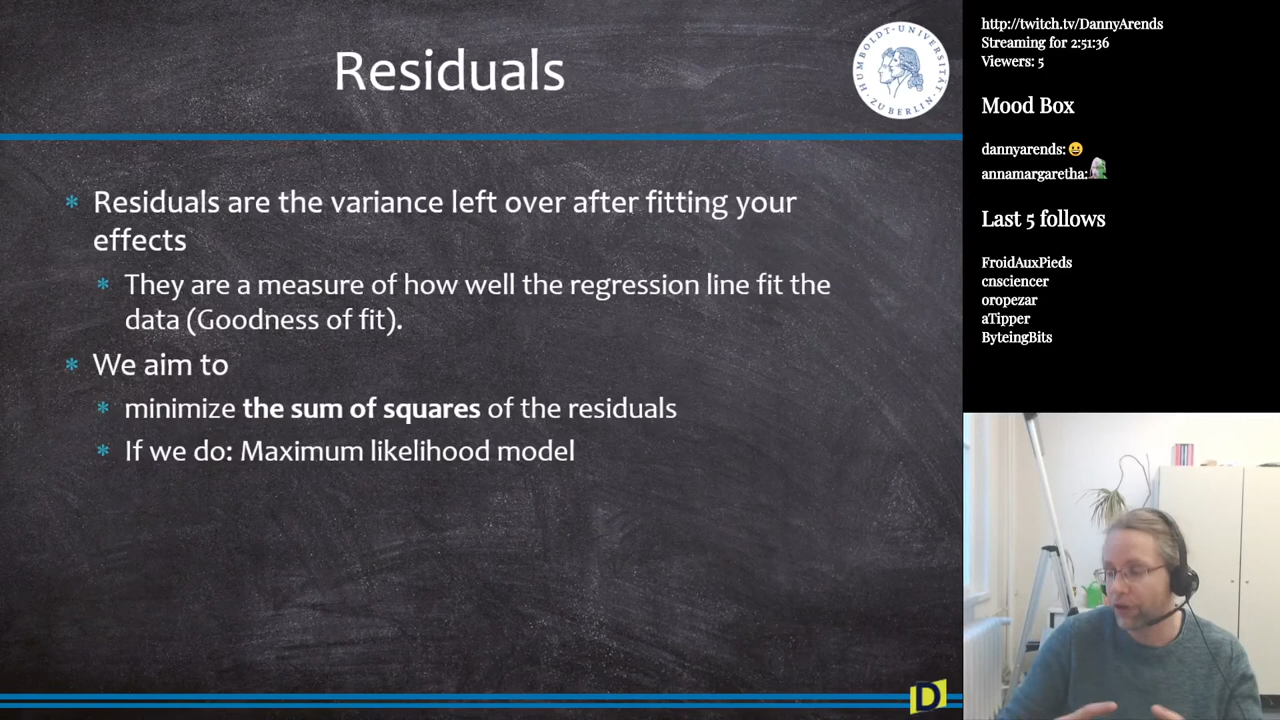 Residuals
HUMBOLDT-UNIVERSITÄT
ZU BERLIN
* Residuals are the variance left over after fitting your
effects
* They are a measure of how well the regression line fit the
data (Goodness of fit).
* We aim to
* minimize the sum of squares of the residuals
* If we do: Maximum likelihood model
D
http://twitch.tv/DannyArends
Streaming for 2:51:36
Viewers: 5
Mood Box
dannyarends: 😀
annamargaretha:
Last 5 follows
FroidAuxPieds
cnsciencer
oropezar
aTipper
ByteingBits